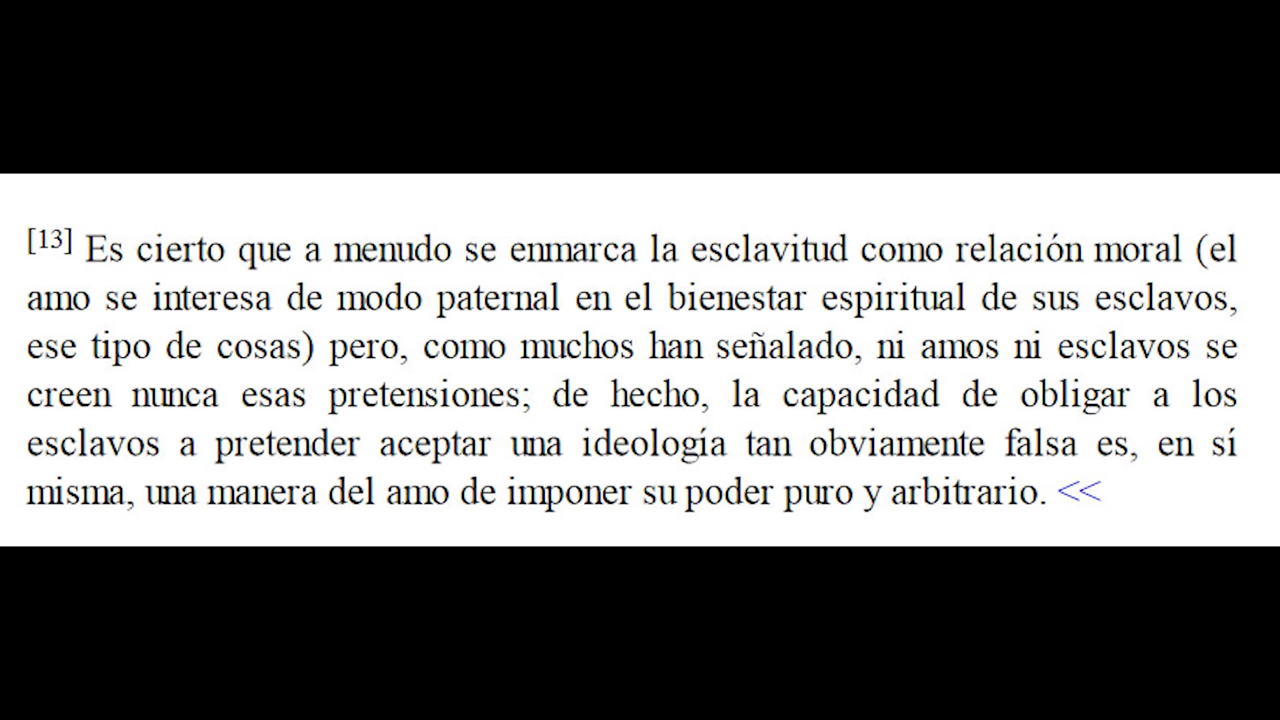 [13] Es cierto que a menudo se enmarca la esclavitud como relación moral (el
amo se interesa de modo paternal en el bienestar espiritual de sus esclavos,
ese tipo de cosas) pero, como muchos han señalado, ni amos ni esclavos se
creen nunca esas pretensiones; de hecho, la capacidad de obligar a los
esclavos a pretender aceptar una ideología tan obviamente falsa es, en sí
misma, una manera del amo de imponer su poder puro y arbitrario. <<